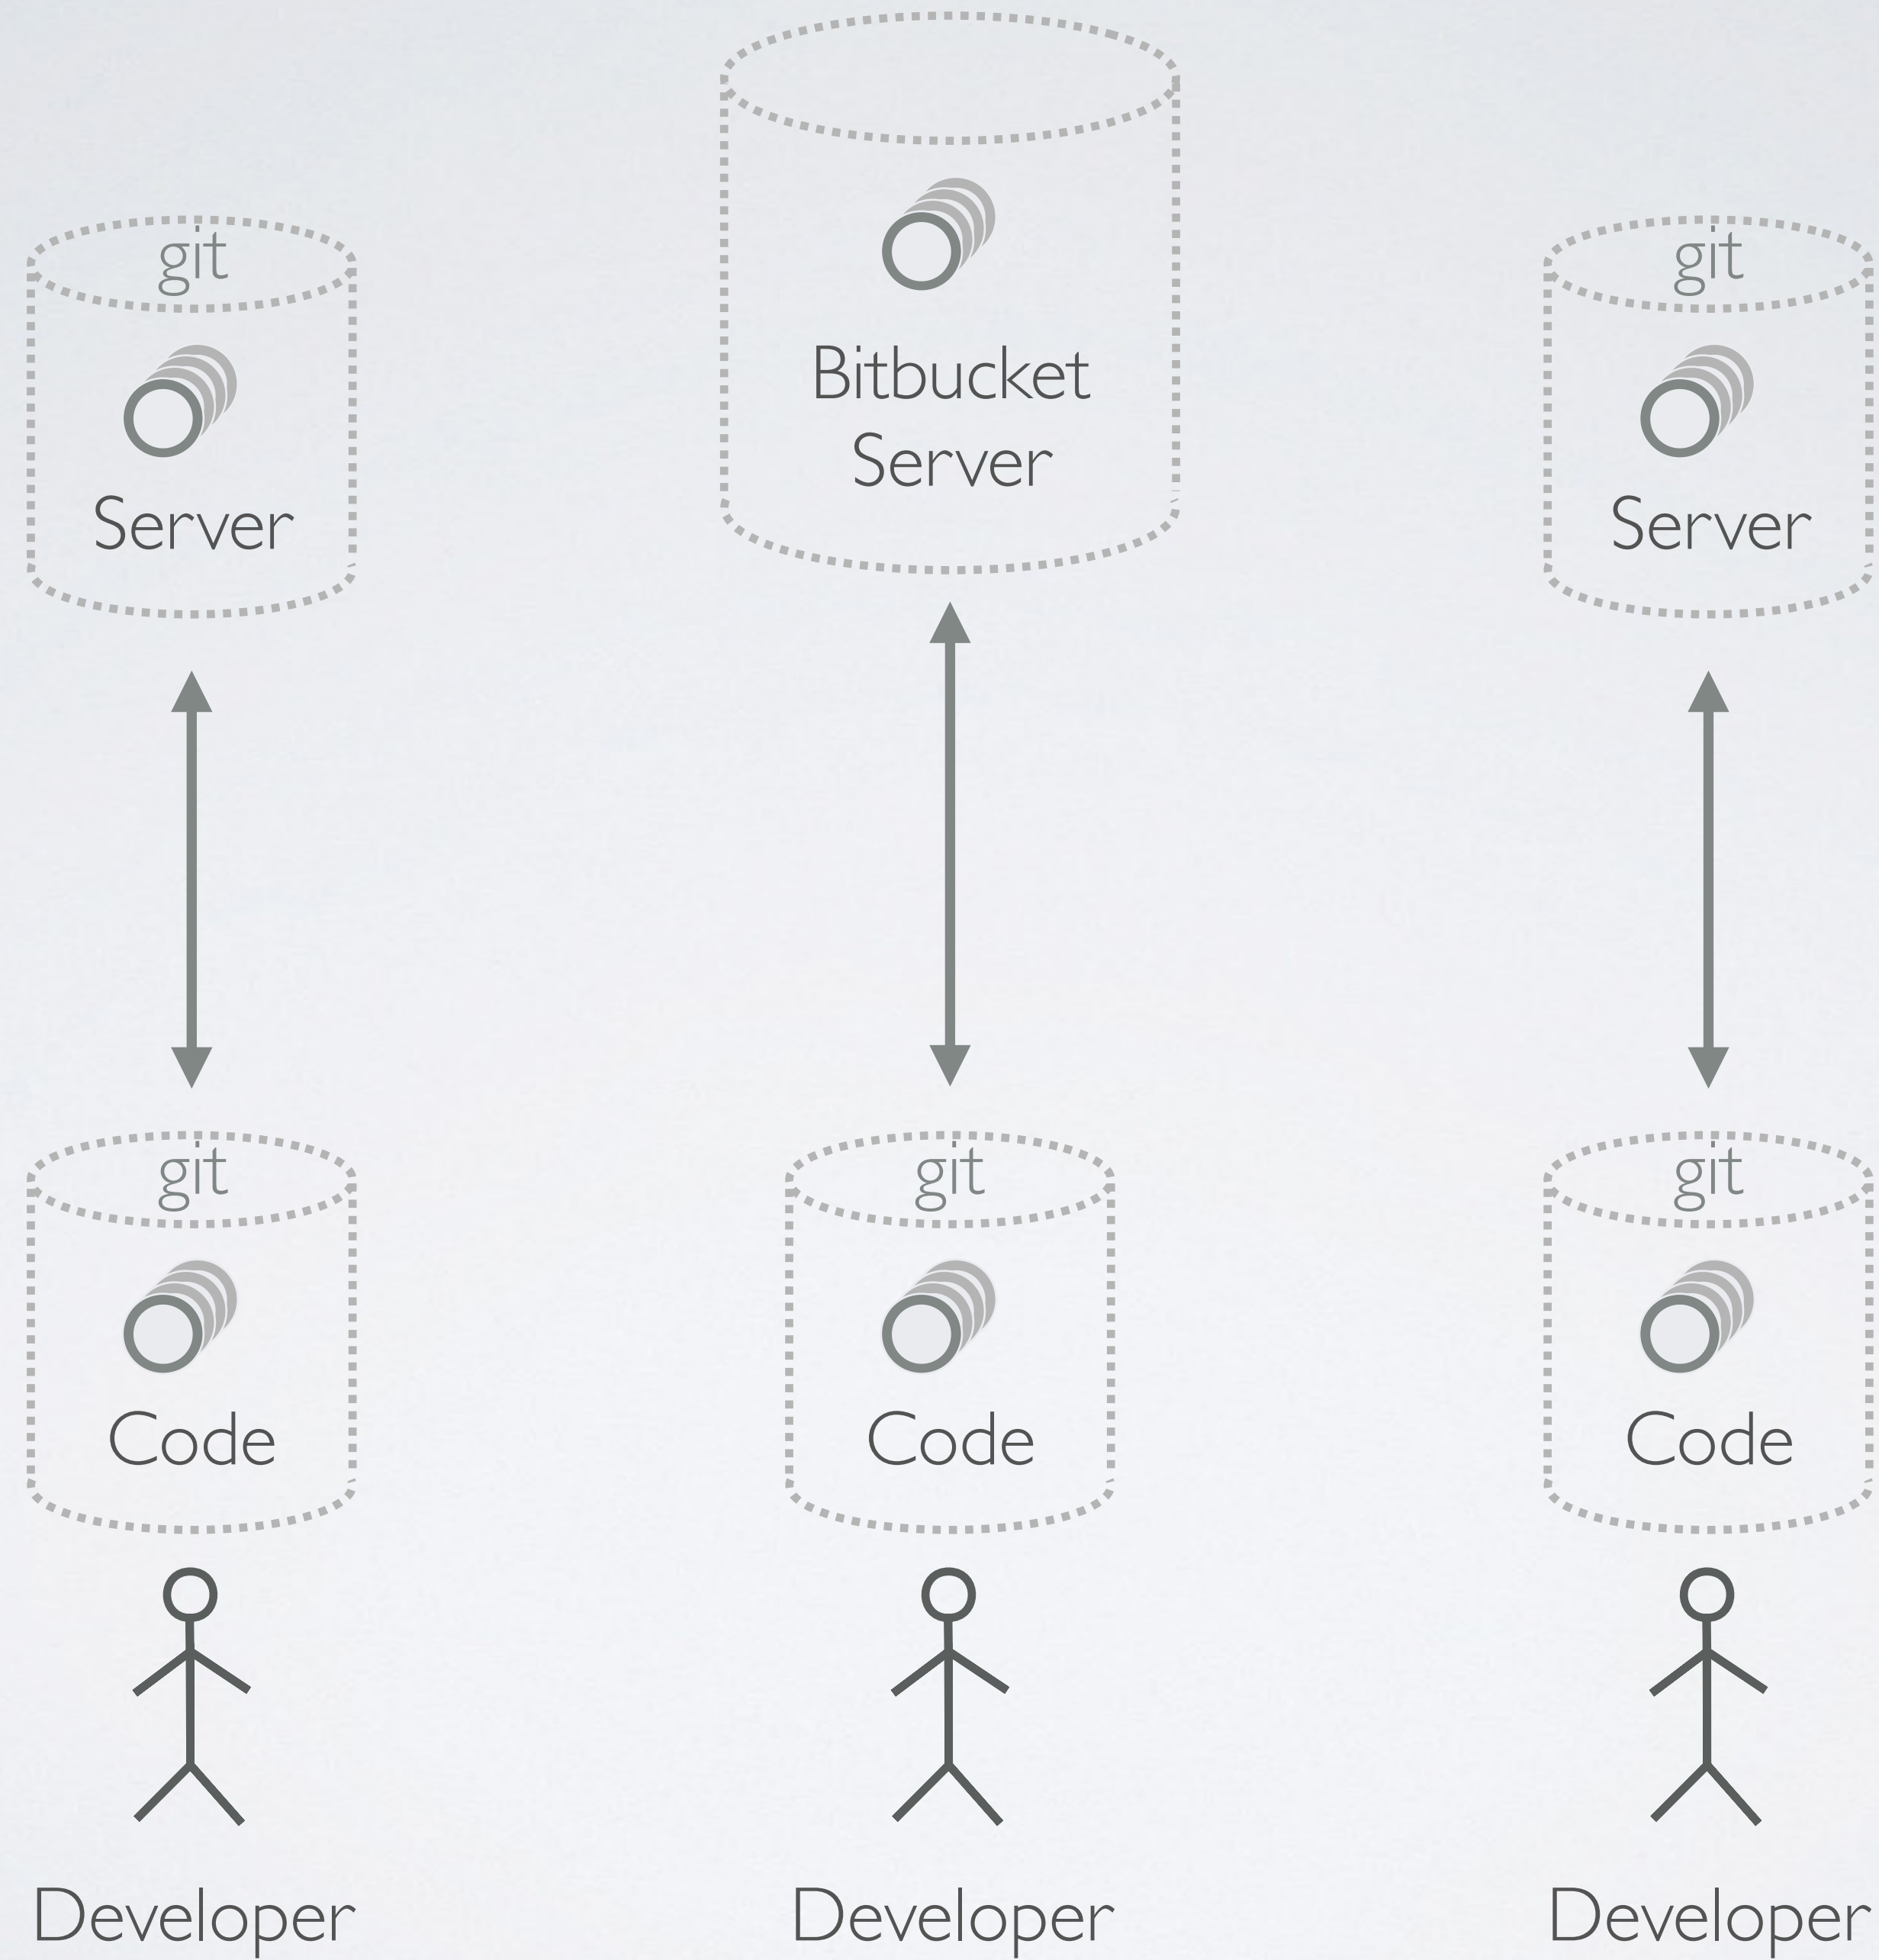 git
Server
Bitbucket
Server
git
Server
git
Code
git
Code
git
Code
Developer
Developer
Developer